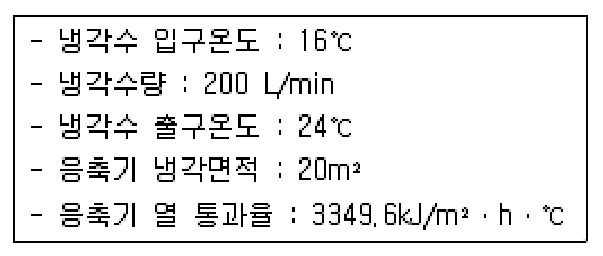 - 냉각수 입구온도 : 16℃
- 냉각수량 : 200 L/min
- 냉각수 출구온도 : 24℃
- 응축기 냉각면적 : 20m²
- 응축기 열 통과율 : 3349.6kJ/m² · h · ℃